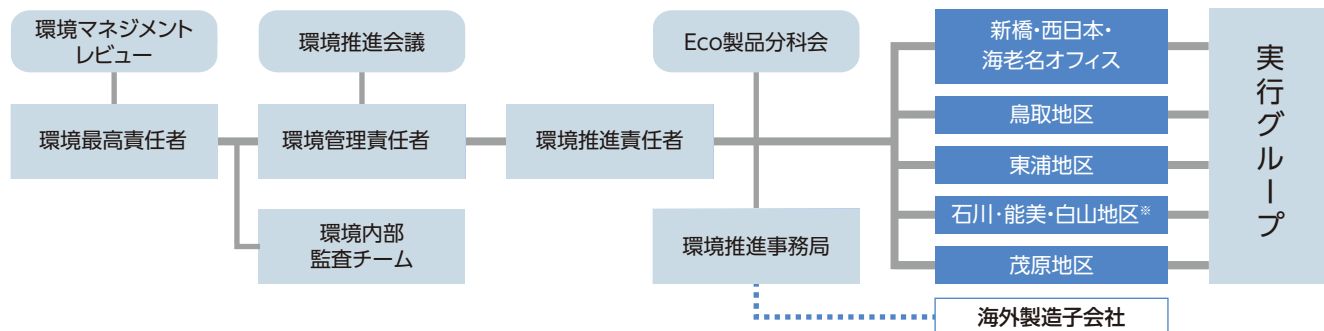 環境マネジメント
レビュー
環境推進会議
Eco製品分科会
新橋・西日本・
海老名オフィス
実行グループ
環境最高責任者
環境管理責任者
環境推進責任者
鳥取地区
東浦地区
石川・能美・白山地区※
環境内部
監査チーム
環境推進事務局
茂原地区
海外製造子会社